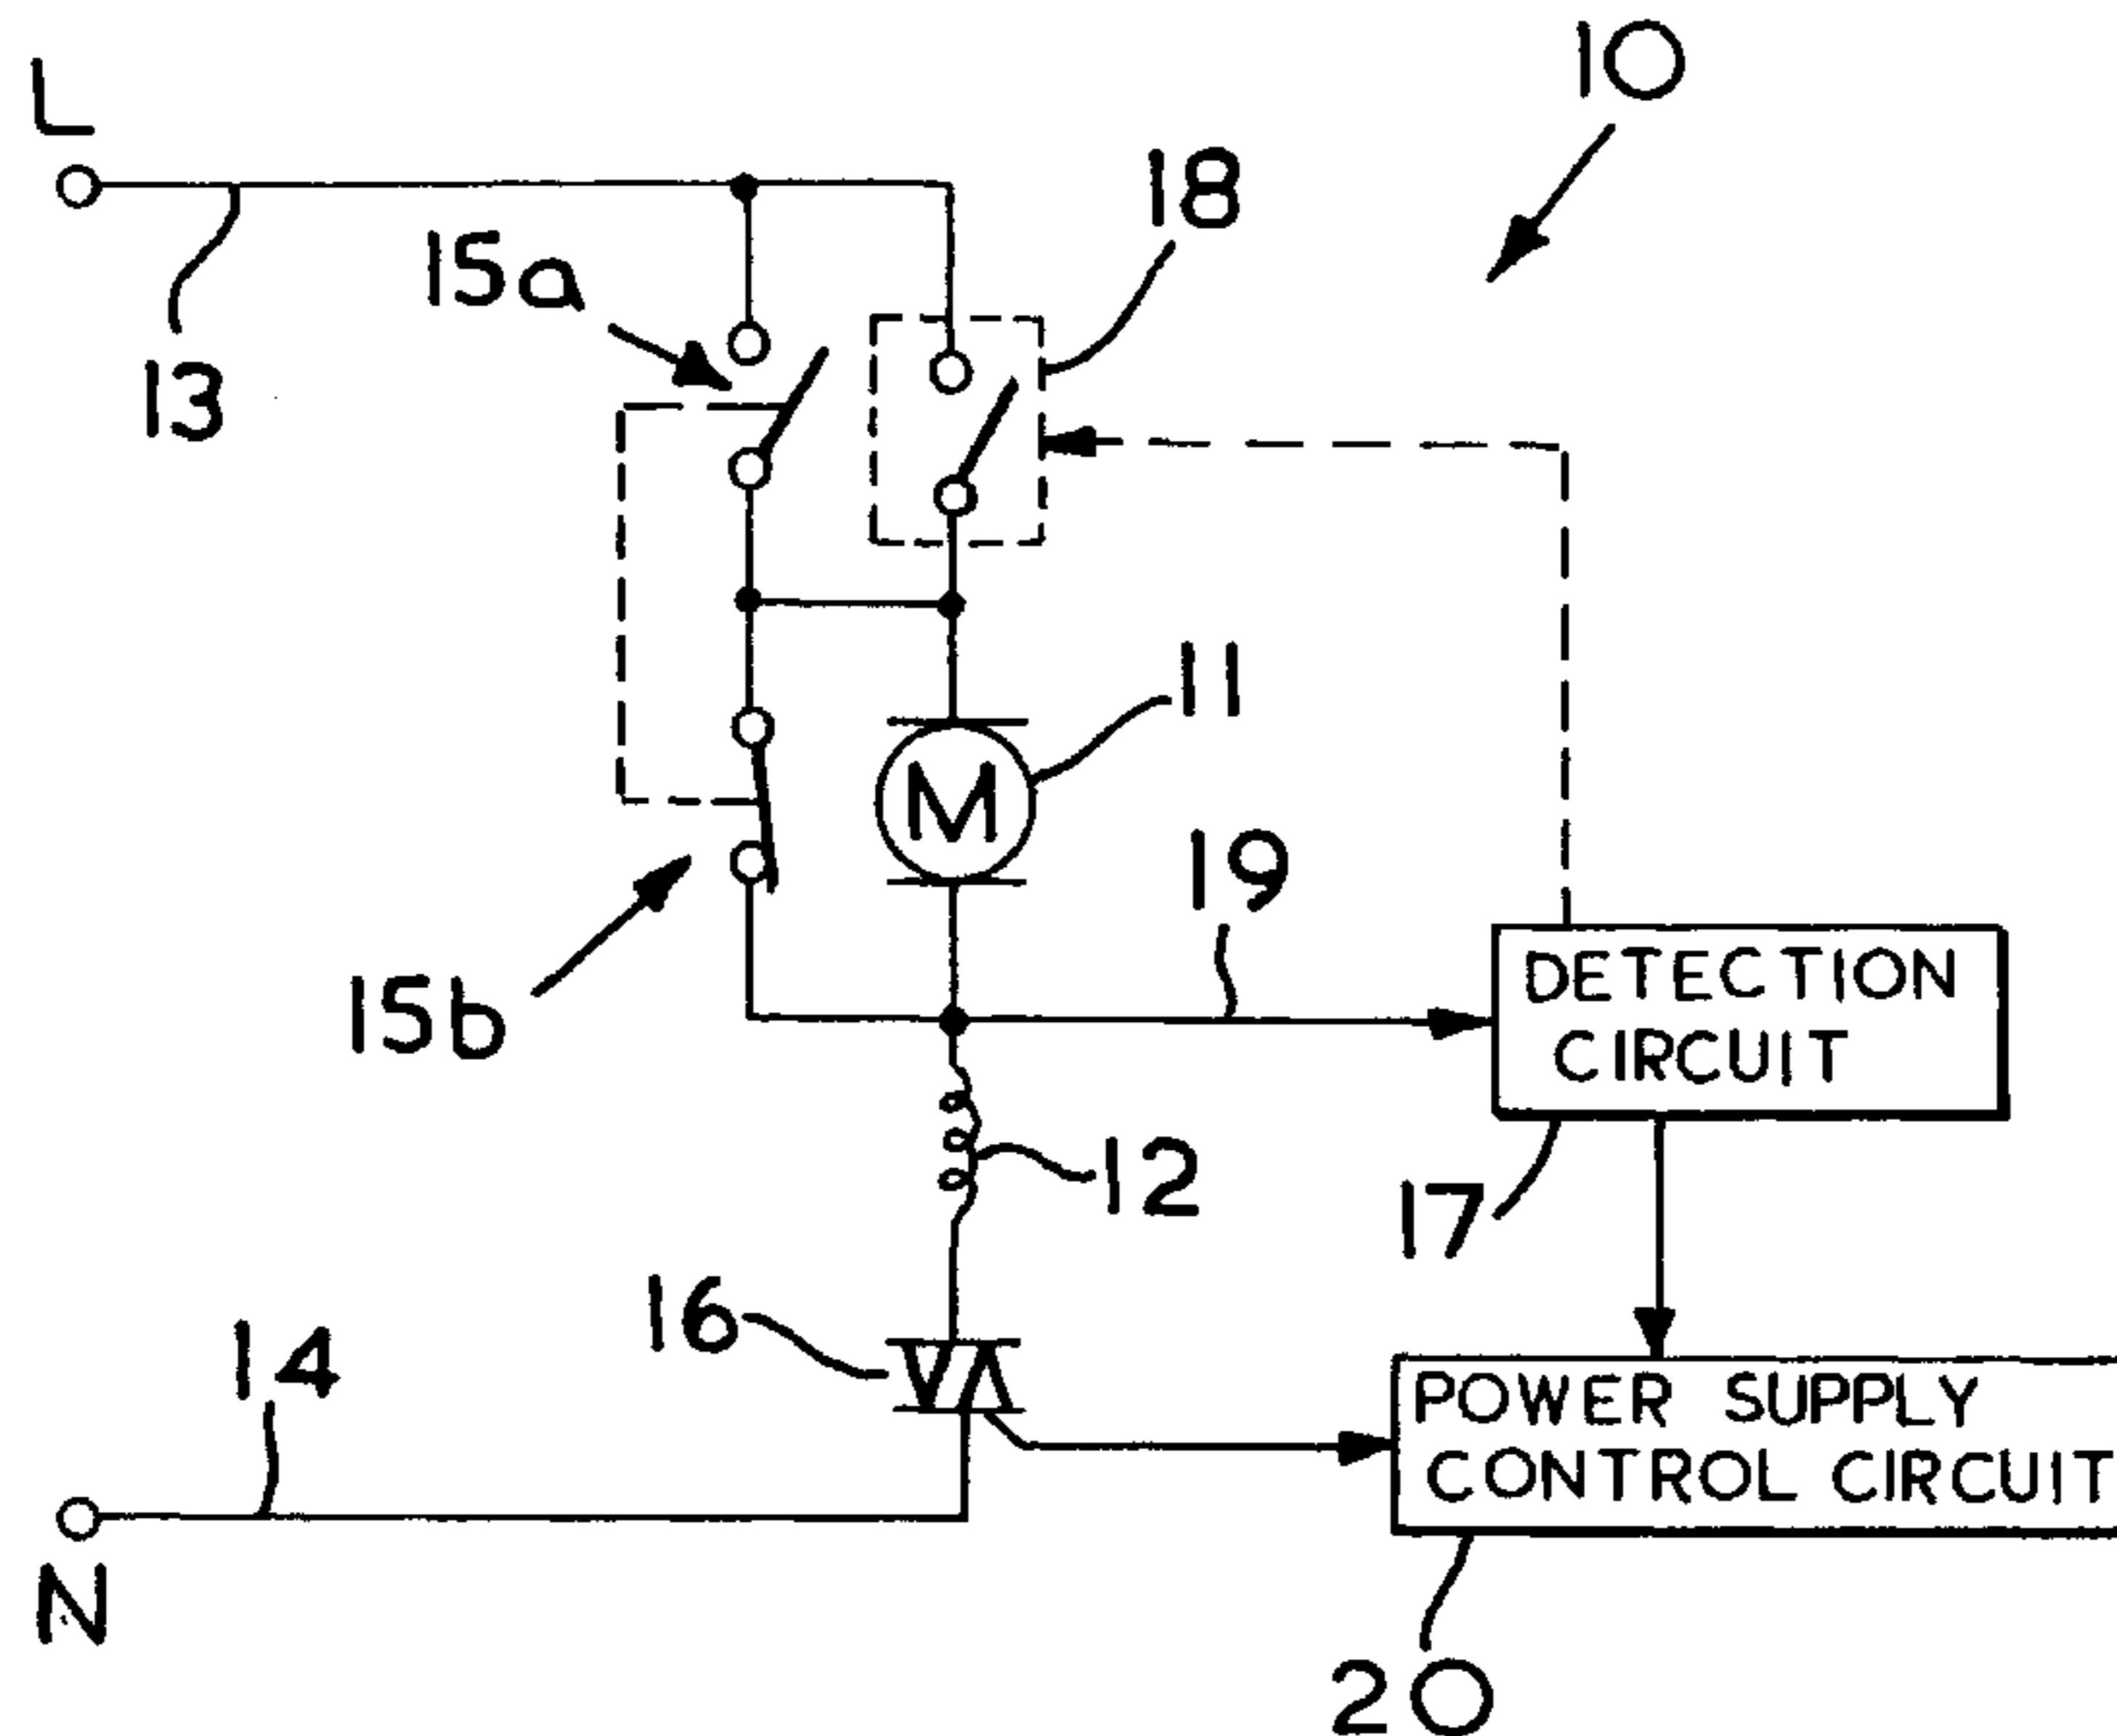 10
L
18
15a
13
11
M
19
15b
DETECTION
CIRCUIT
12
17
16
14
POWER SUPPLY
CONTROL CIRCUIT
N
20